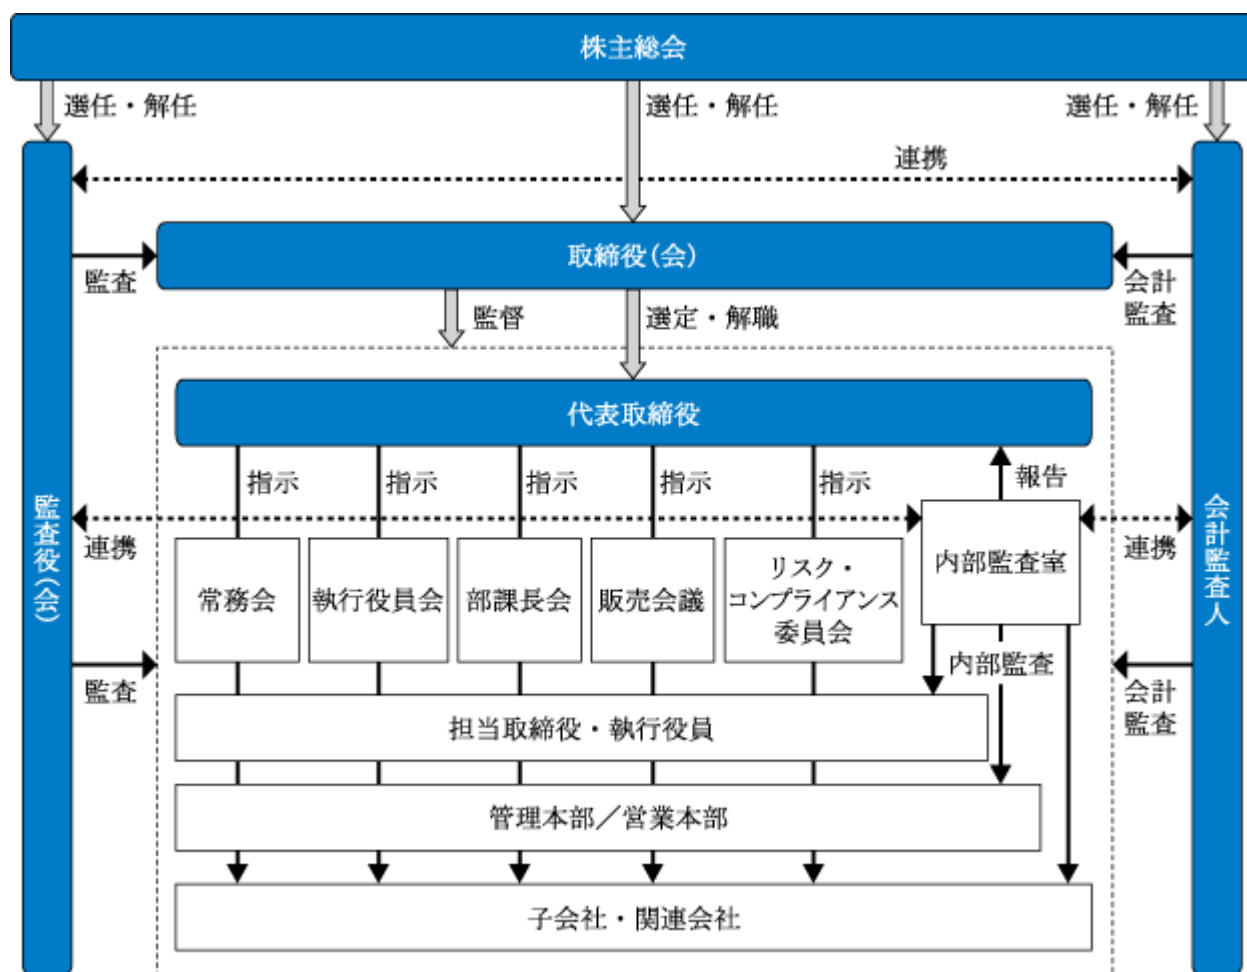 株主総会
選任・解任
選任・解任
選任・解任
連携
取締役(会)
監査
会計
監査
監督
選定・解職
代表取締役
指示
指示
指示
指示
指示
報告
監査役(会)
会計監査人
連携
連携
常務会
執行役員会
部課長会
販売会議
リスク・
コンプライアンス
委員会
内部監査室
内部監査
監査
会計
監査
担当取締役・執行役員
管理本部／営業本部
子会社・関連会社